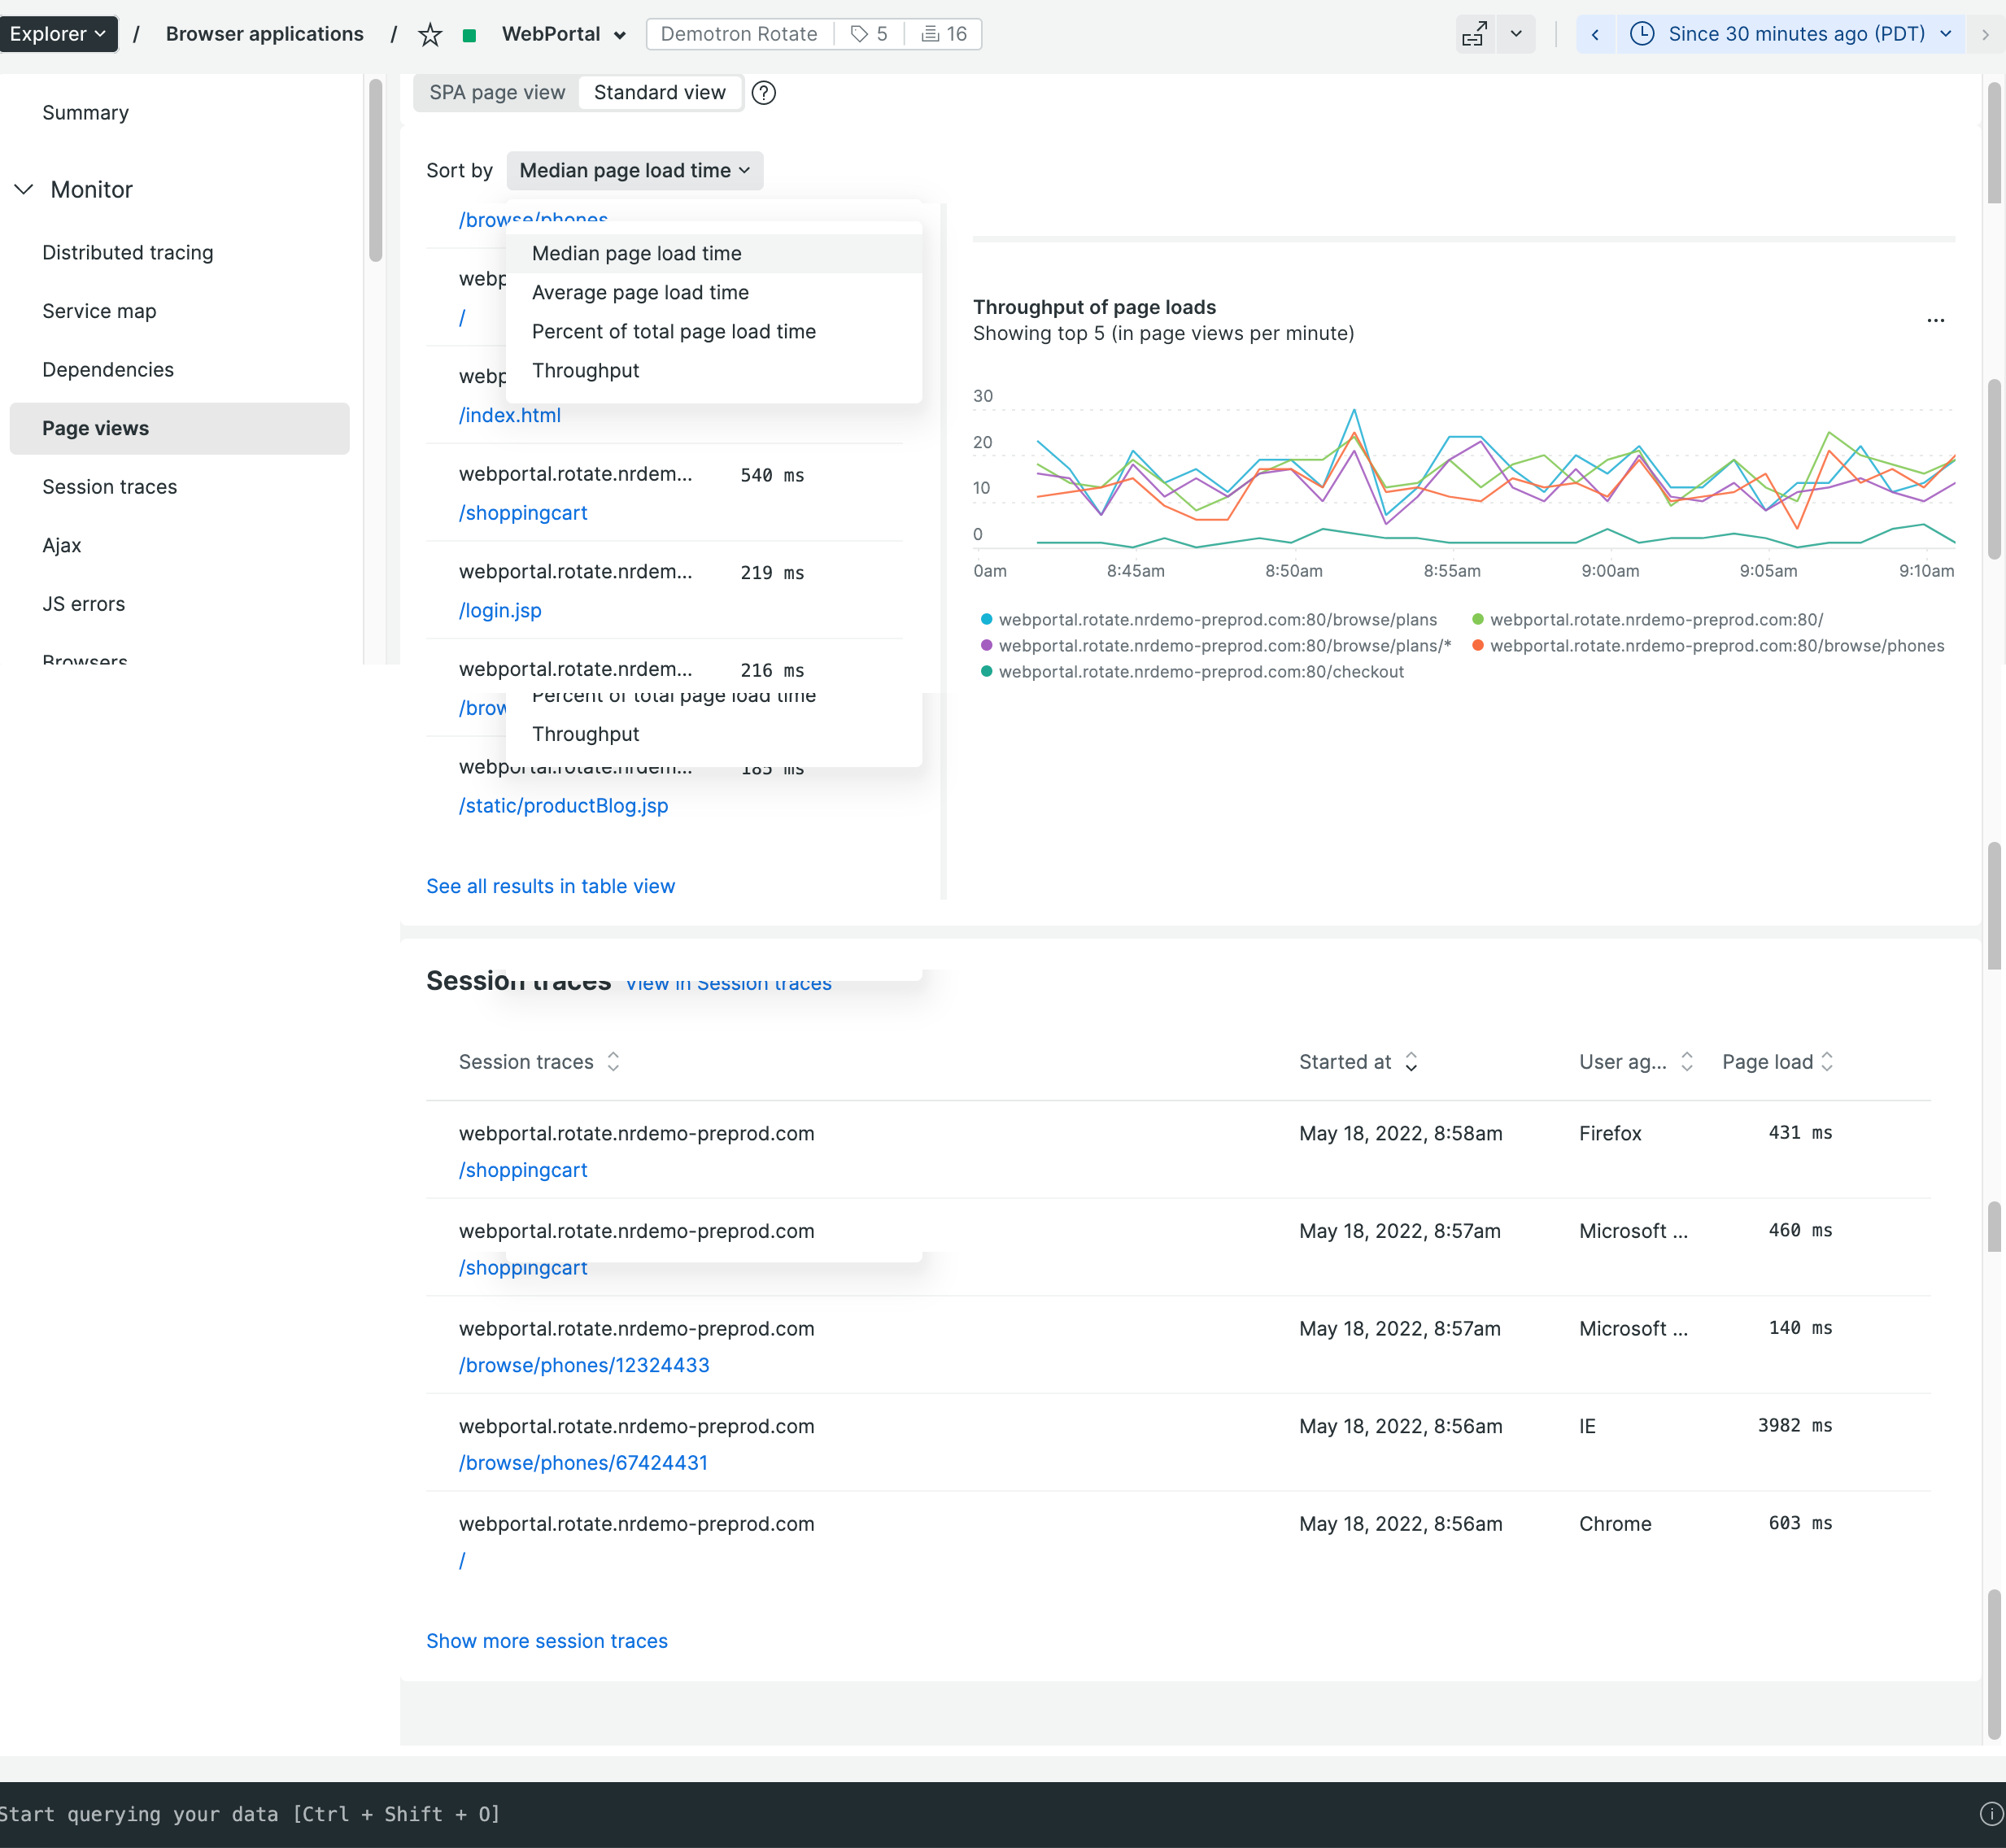 Explorer / Browser applications / WebPortal Demotron Rotate 5 16 Since 30 minutes ago (PDT)
SPA page view Standard view ?
Summary
Monitor
Distributed tracing
Service map
Dependencies
Page views
Session traces
Ajax
JS errors
Browsers
Sort by Median page load time
/browse/phones
Median page load time
Average page load time
Percent of total page load time
Throughput
webp
/
webp
/index.html
webportal.rotate.nrdem... 540 ms
/shoppingcart
webportal.rotate.nrdem... 219 ms
/login.jsp
webportal.rotate.nrdem... 216 ms
/brow
Percent of total page load time
Throughput
webportal.rotate.nrdem... 185 ms
/static/productBlog.jsp
See all results in table view
Throughput of page loads
Showing top 5 (in page views per minute)
...
30
20
10
0
0am 8:45am 8:50am 8:55am 9:00am 9:05am 9:10am
webportal.rotate.nrdemo-preprod.com:80/browse/plans webportal.rotate.nrdemo-preprod.com:80/
webportal.rotate.nrdemo-preprod.com:80/browse/plans/* webportal.rotate.nrdemo-preprod.com:80/browse/phones
webportal.rotate.nrdemo-preprod.com:80/checkout
Session traces View in Session traces
Session traces Started at User ag... Page load
webportal.rotate.nrdemo-preprod.com May 18, 2022, 8:58am Firefox 431 ms
/shoppingcart
webportal.rotate.nrdemo-preprod.com May 18, 2022, 8:57am Microsoft ... 460 ms
/shoppingcart
webportal.rotate.nrdemo-preprod.com May 18, 2022, 8:57am Microsoft ... 140 ms
/browse/phones/12324433
webportal.rotate.nrdemo-preprod.com May 18, 2022, 8:56am IE 3982 ms
/browse/phones/67424431
webportal.rotate.nrdemo-preprod.com May 18, 2022, 8:56am Chrome 603 ms
/
Show more session traces
Start querying your data [Ctrl + Shift + O]